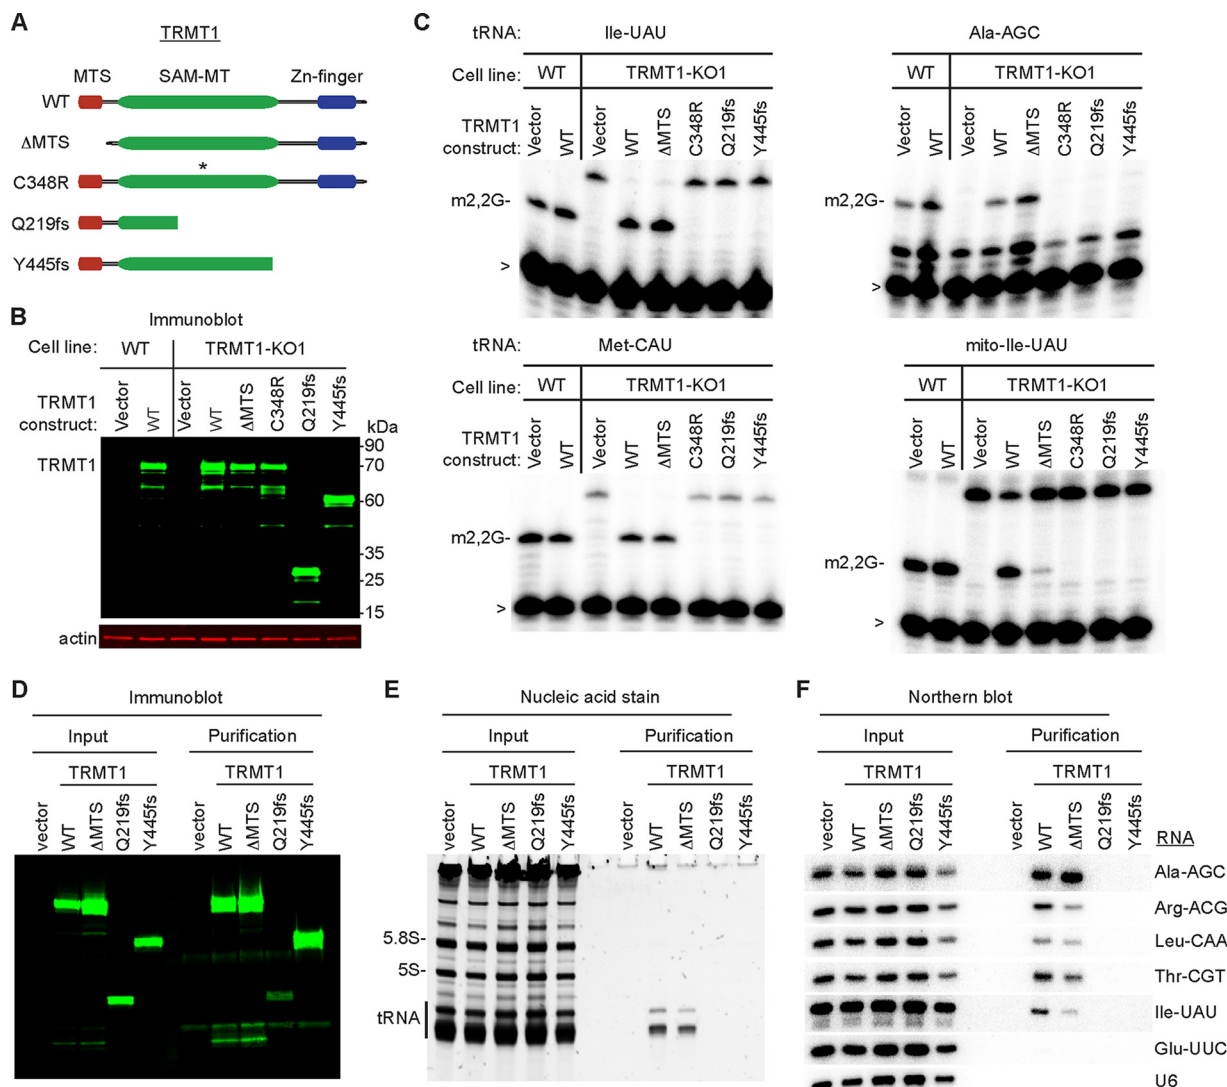 A
TRMT1
MTS SAM-MT Zn-finger
WT
ΔMTS
*
C348R
Q219fs
Y445fs
B
Immunoblot
Cell line: WT TRMT1-KO1
TRMT1 construct: Vector WT Vector WT ΔMTS C348R Q219fs Y445fs
kDa
TRMT1
-90
-70
-60
-35
-25
-15
actin
C
tRNA: Ile-UAU
Cell line: WT TRMT1-KO1
TRMT1 construct: Vector WT Vector WT ΔMTS C348R Q219fs Y445fs
m2,2G-
>
Ala-AGC
WT TRMT1-KO1
Vector WT Vector WT ΔMTS C348R Q219fs Y445fs
m2,2G-
>
tRNA: Met-CAU
Cell line: WT TRMT1-KO1
TRMT1 construct: Vector WT Vector WT ΔMTS C348R Q219fs Y445fs
m2,2G-
>
mito-Ile-UAU
WT TRMT1-KO1
Vector WT Vector WT ΔMTS C348R Q219fs Y445fs
m2,2G-
>
D
Immunoblot
Input Purification
TRMT1 TRMT1
vector WT ΔMTS Q219fs Y445fs vector WT ΔMTS Q219fs Y445fs
E
Nucleic acid stain
Input Purification
TRMT1 TRMT1
vector WT ΔMTS Q219fs Y445fs vector WT ΔMTS Q219fs Y445fs
5.8S-
5S-
tRNA
F
Northern blot
Input Purification
TRMT1 TRMT1
vector WT ΔMTS Q219fs Y445fs vector WT ΔMTS Q219fs Y445fs
RNA
Ala-AGC
Arg-ACG
Leu-CAA
Thr-CGT
Ile-UAU
Glu-UUC
U6